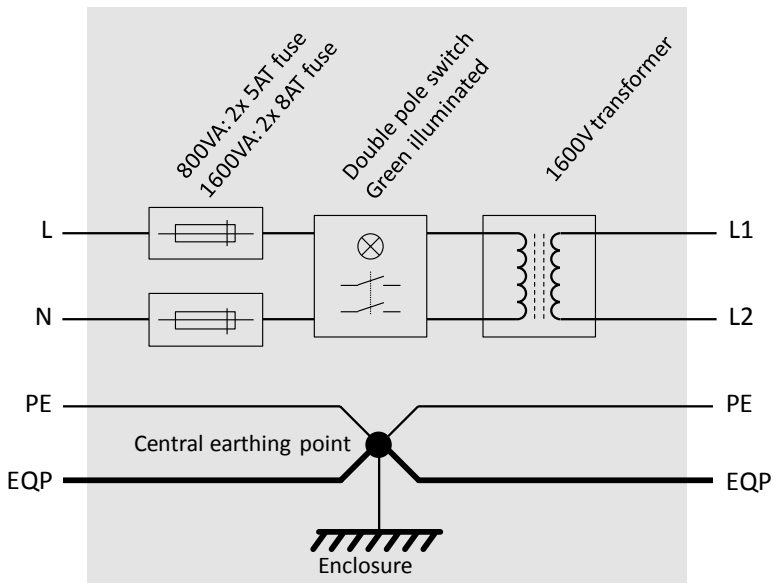 800VA: 2x 5AT fuse
1600VA: 2x 8AT fuse
Double pole switch
Green illuminated
1600V transformer
L
L1
N
L2
PE
PE
Central earthing point
EQP
EQP
Enclosure